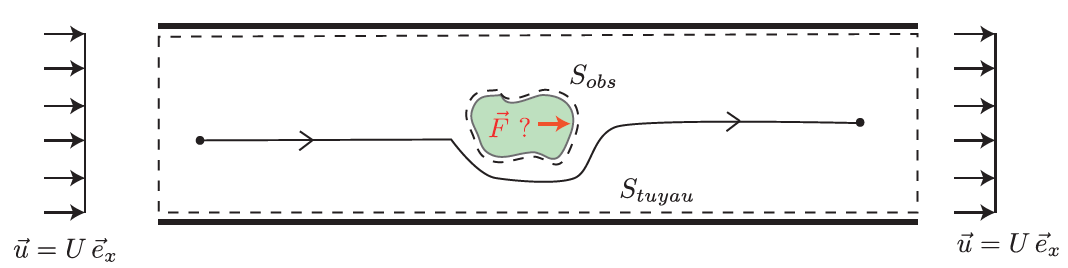 $S_{obs}$
$\vec{F}$ ?
$S_{tuyau}$
$\vec{u} = U\,\vec{e}_x$
$\vec{u} = U\,\vec{e}_x$